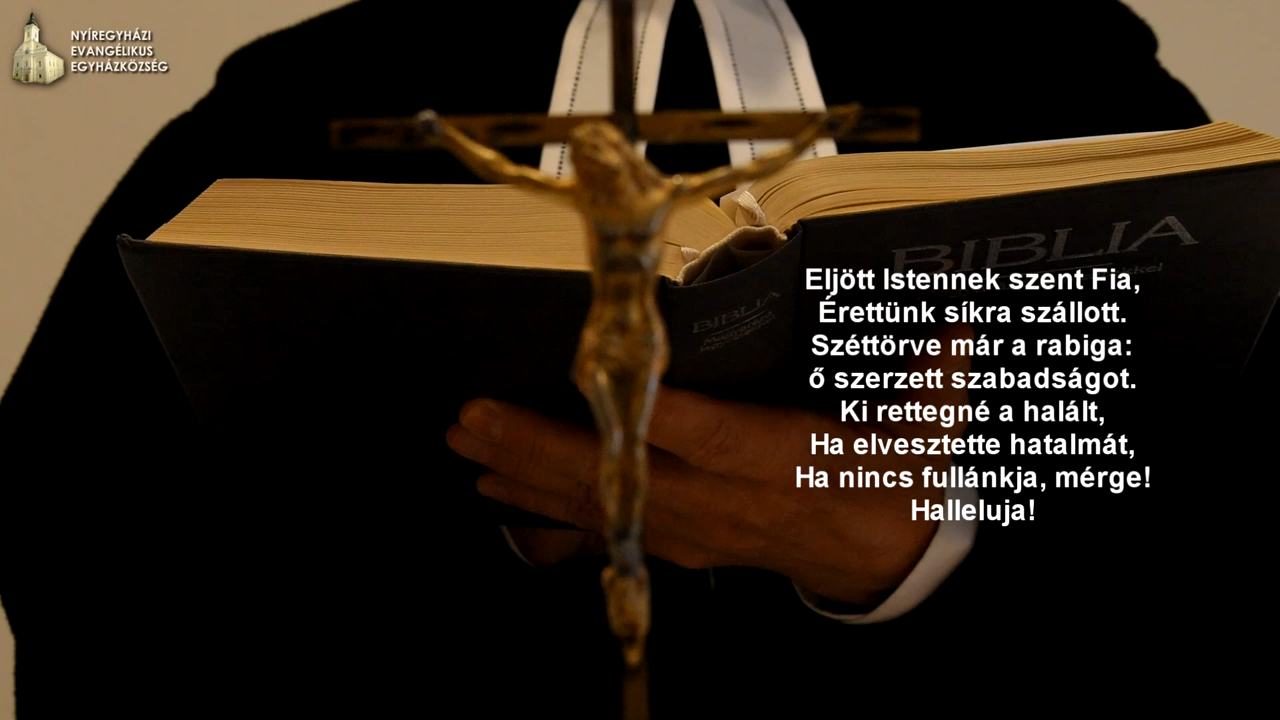 NYÍREGYHÁZI
EVANGÉLIKUS
EGYHÁZKÖZSÉG
BIBLIA
BIBLIA
Eljött Istennek szent Fia,
Érettünk síkra szállott.
Széttörve már a rabiga:
ő szerzett szabadságot.
Ki rettegné a halált,
Ha elvesztette hatalmát,
Ha nincs fullánkja, mérge!
Halleluja!